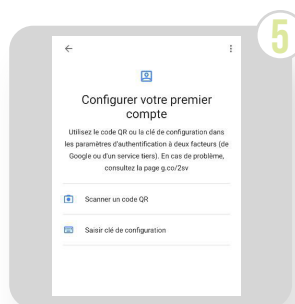 5
Configurer votre premier
compte
Utilisez le code QR ou la clé de configuration dans
les paramètres d'authentification à deux facteurs (de
Google ou d'un service tiers). En cas de problème,
consultez la page g.co/2sv
Scanner un code QR
Saisir clé de configuration